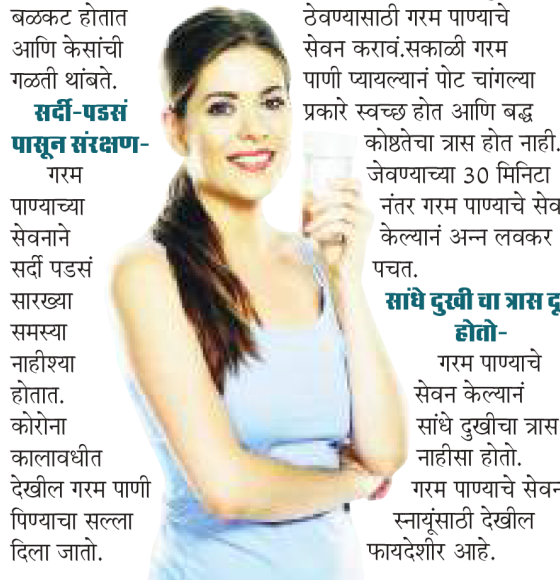 बळकट होतात
आणि केसांची
गळती थांबते.
सर्दी-पडसं
पासून संरक्षण-
गरम
पाण्याच्या
सेवनाने
सर्दी पडसं
सारख्या
समस्या
नाहीश्या
होतात.
कोरोना
कालावधीत
देखील गरम पाणी
पिण्याचा सल्ला
दिला जातो.
ठेवण्यासाठी गरम पाण्याचे
सेवन करावं.सकाळी गरम
पाणी प्यायल्यानं पोट चांगल्या
प्रकारे स्वच्छ होत आणि बद्ध
कोष्ठतेचा त्रास होत नाही.
जेवण्याच्या 30 मिनिटा
नंतर गरम पाण्याचे
केल्यानं अन्न लवकर
पचत.
सांधे दुखी चा त्रास
होतो-
गरम पाण्याचे
सेवन केल्यानं
सांधे दुखीचा त्रास
नाहीसा होतो.
गरम पाण्याचे सेवन
स्नायूंसाठी देखील
फायदेशीर आहे.